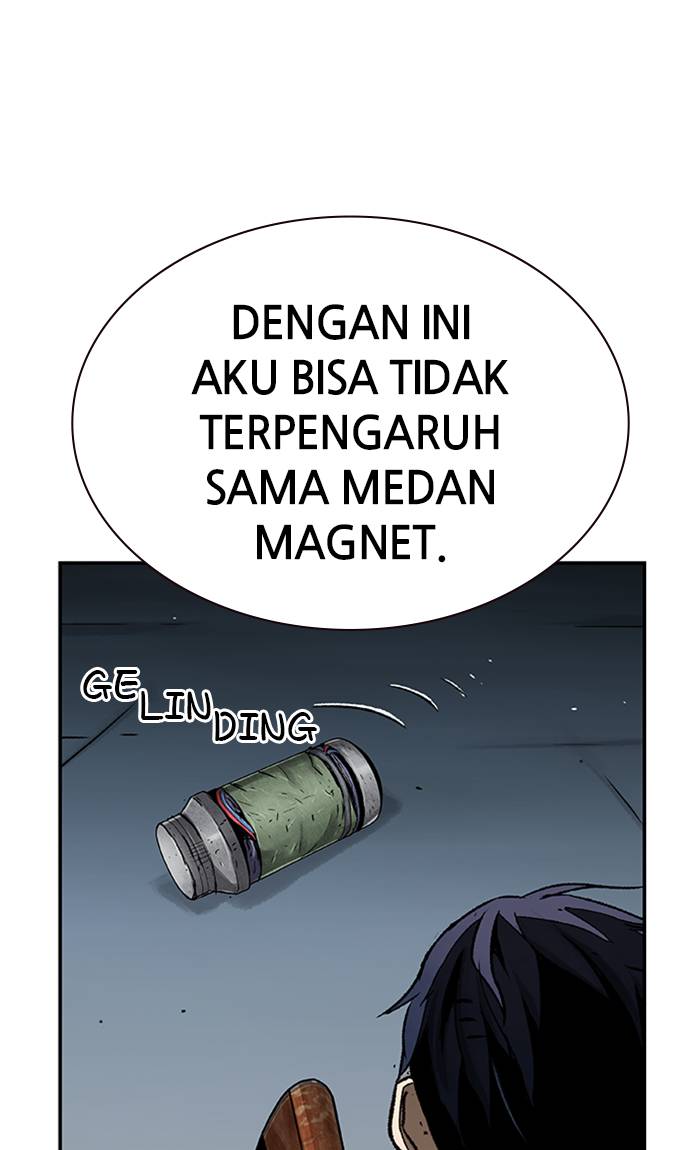 DENGAN INI
AKU BISA TIDAK
TERPENGARUH
SAMA MEDAN
MAGNET.
GELINDING